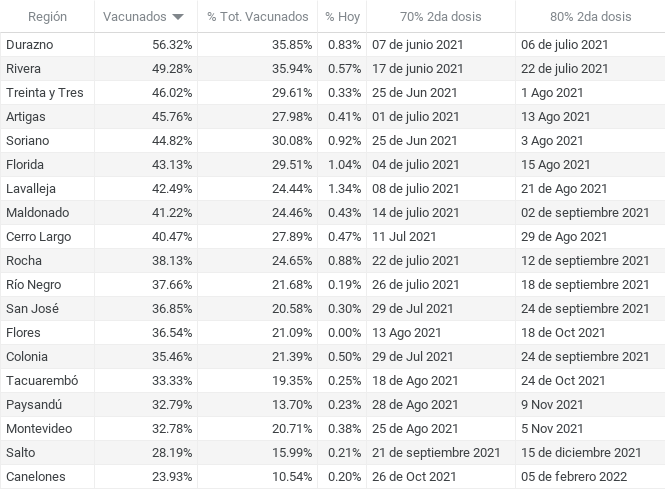 Región Vacunados % Tot. Vacunados % Hoy 70% 2da dosis 80% 2da dosis
Durazno 56.32% 35.85% 0.83% 07 de junio 2021 06 de julio 2021
Rivera 49.28% 35.94% 0.57% 17 de junio 2021 22 de julio 2021
Treinta y Tres 46.02% 29.61% 0.33% 25 de Jun 2021 1 Ago 2021
Artigas 45.76% 27.98% 0.41% 01 de julio 2021 13 Ago 2021
Soriano 44.82% 30.08% 0.92% 25 de Jun 2021 3 Ago 2021
Florida 43.13% 29.51% 1.04% 04 de julio 2021 15 Ago 2021
Lavalleja 42.49% 24.44% 1.34% 08 de julio 2021 21 de Ago 2021
Maldonado 41.22% 24.46% 0.43% 14 de julio 2021 02 de septiembre 2021
Cerro Largo 40.47% 27.89% 0.47% 11 Jul 2021 29 de Ago 2021
Rocha 38.13% 24.65% 0.88% 22 de julio 2021 12 de septiembre 2021
Río Negro 37.66% 21.68% 0.19% 26 de julio 2021 18 de septiembre 2021
San José 36.85% 20.58% 0.30% 29 de Jul 2021 24 de septiembre 2021
Flores 36.54% 21.09% 0.00% 13 Ago 2021 18 de Oct 2021
Colonia 35.46% 21.39% 0.50% 29 de Jul 2021 24 de septiembre 2021
Tacuarembó 33.33% 19.35% 0.25% 18 de Ago 2021 24 de Oct 2021
Paysandú 32.79% 13.70% 0.23% 28 de Ago 2021 9 Nov 2021
Montevideo 32.78% 20.71% 0.38% 25 de Ago 2021 5 Nov 2021
Salto 28.19% 15.99% 0.21% 21 de septiembre 2021 15 de diciembre 2021
Canelones 23.93% 10.54% 0.20% 26 de Oct 2021 05 de febrero 2022